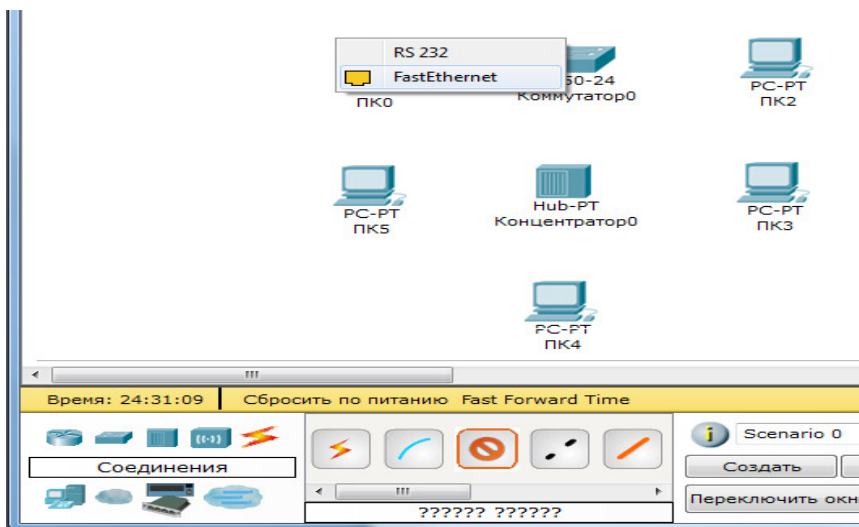 RS 232
FastEthernet
50-24
ПК0
Коммутатор0
PC-PT
ПК2
PC-PT
ПК5
Hub-PT
Концентратор0
PC-PT
ПК3
PC-PT
ПК4
Время: 24:31:09
Сбросить по питанию Fast Forward Time
Соединения
?????? ??????
Scenario 0
Создать
Переключить окн